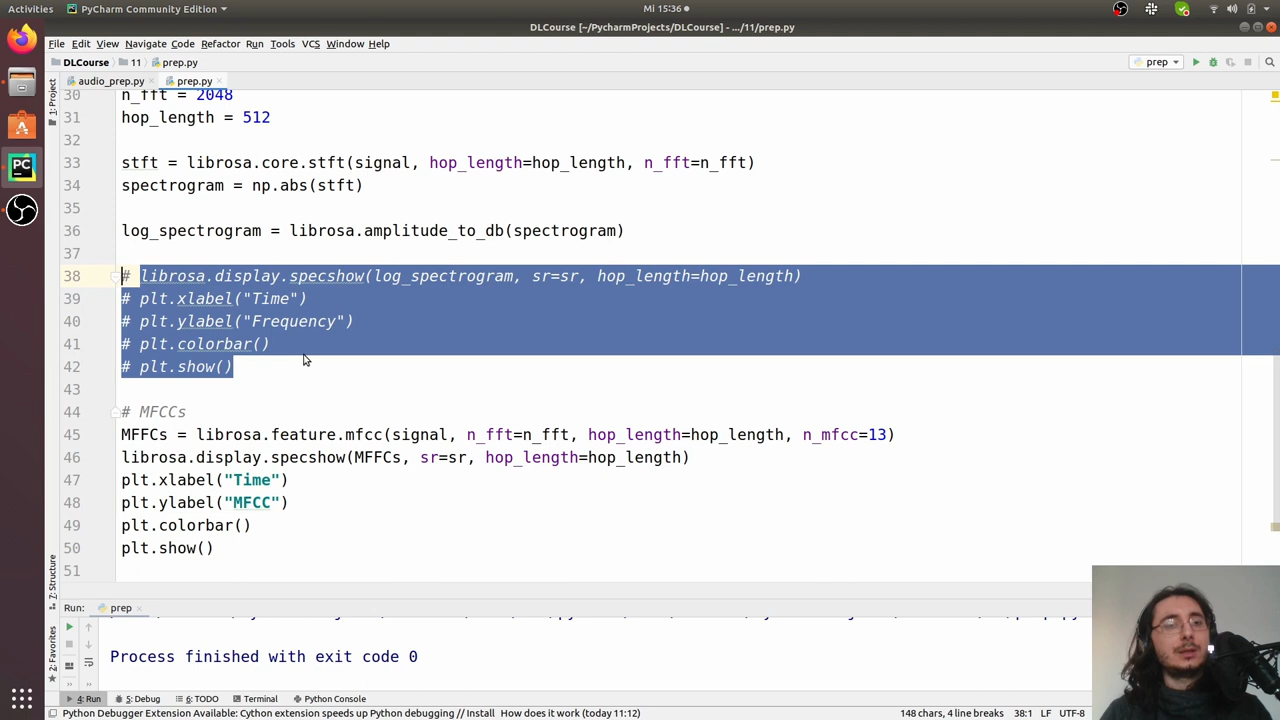 Activities
PyCharm Community Edition
Mi 15:36
DLCourse [~/PycharmProjects/DLCourse] - .../11/prep.py
File Edit View Navigate Code Refactor Run Tools VCS Window Help
DLCourse 11 prep.py
prep
audio_prep.py
prep.py
1: Project
30 n_fft = 2048
31 hop_length = 512
32
33 stft = librosa.core.stft(signal, hop_length=hop_length, n_fft=n_fft)
34 spectrogram = np.abs(stft)
35
36 log_spectrogram = librosa.amplitude_to_db(spectrogram)
37
38 # librosa.display.specshow(log_spectrogram, sr=sr, hop_length=hop_length)
39 # plt.xlabel("Time")
40 # plt.ylabel("Frequency")
41 # plt.colorbar()
42 # plt.show()
43
44 # MFCCs
45 MFFCs = librosa.feature.mfcc(signal, n_fft=n_fft, hop_length=hop_length, n_mfcc=13)
46 librosa.display.specshow(MFFCs, sr=sr, hop_length=hop_length)
47 plt.xlabel("Time")
48 plt.ylabel("MFCC")
49 plt.colorbar()
50 plt.show()
51
7: Structure
2: Favorites
Run: prep
Process finished with exit code 0
4: Run 5: Debug 6: TODO Terminal Python Console
Python Debugger Extension Available: Cython extension speeds up Python debugging // Install How does it work (today 11:12)
148 chars, 4 line breaks 38:1 LF UTF-8